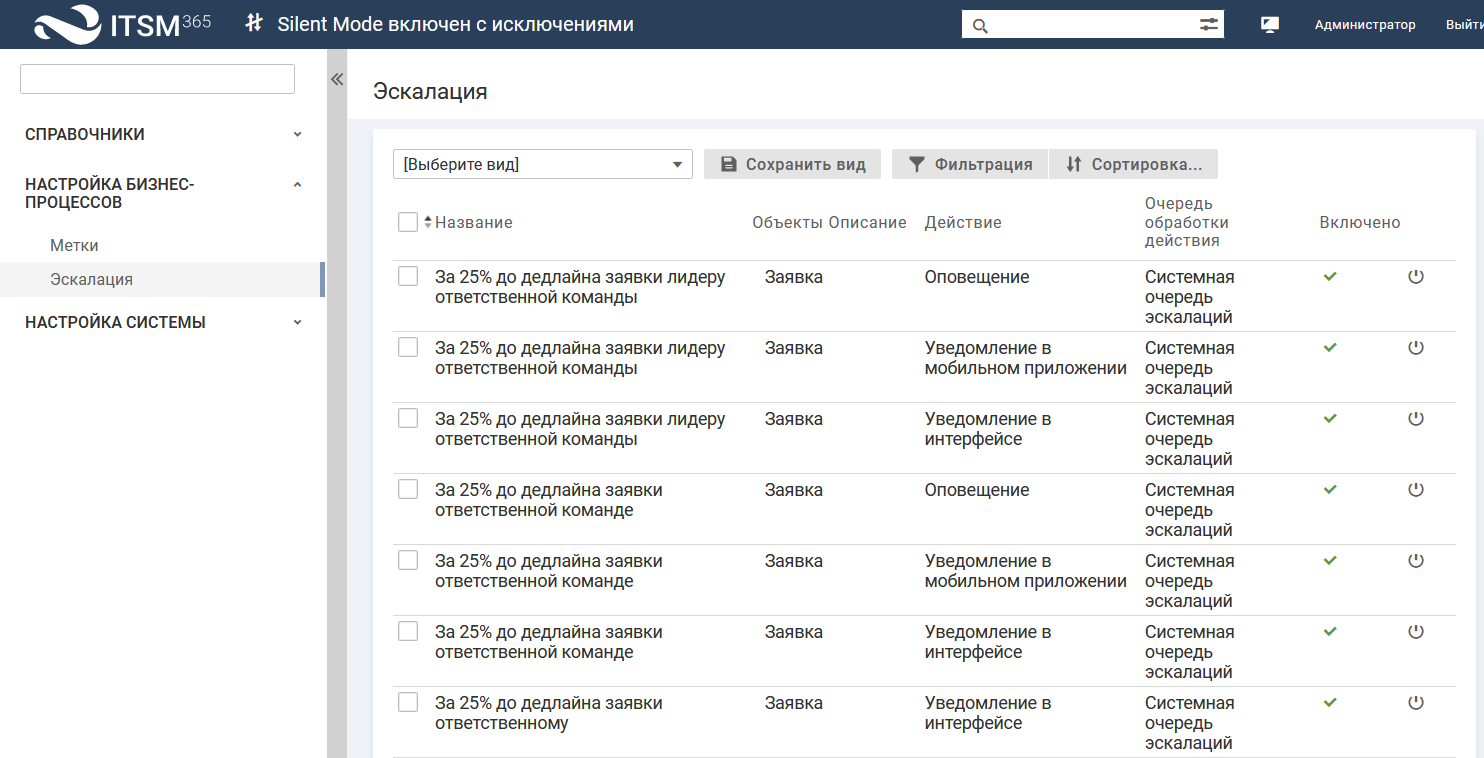 ITSM 365
Silent Mode включен с исключениями
Администратор
Выйти
СПРАВОЧНИКИ
НАСТРОЙКА БИЗНЕС-
ПРОЦЕССОВ
Метки
Эскалация
НАСТРОЙКА СИСТЕМЫ
Эскалация
[Выберите вид]
Сохранить вид
Фильтрация
Сортировка...
Название
Объекты
Описание
Действие
Очередь
обработки
действия
Включено
За 25% до дедлайна заявки лидеру
ответственной команды
Заявка
Оповещение
Системная
очередь
эскалаций
За 25% до дедлайна заявки лидеру
ответственной команды
Заявка
Уведомление в
мобильном приложении
Системная
очередь
эскалаций
За 25% до дедлайна заявки лидеру
ответственной команды
Заявка
Уведомление в
интерфейсе
Системная
очередь
эскалаций
За 25% до дедлайна заявки
ответственной команде
Заявка
Оповещение
Системная
очередь
эскалаций
За 25% до дедлайна заявки
ответственной команде
Заявка
Уведомление в
мобильном приложении
Системная
очередь
эскалаций
За 25% до дедлайна заявки
ответственной команде
Заявка
Уведомление в
интерфейсе
Системная
очередь
эскалаций
За 25% до дедлайна заявки
ответственному
Заявка
Уведомление в
интерфейсе
Системная
очередь
эскалаций